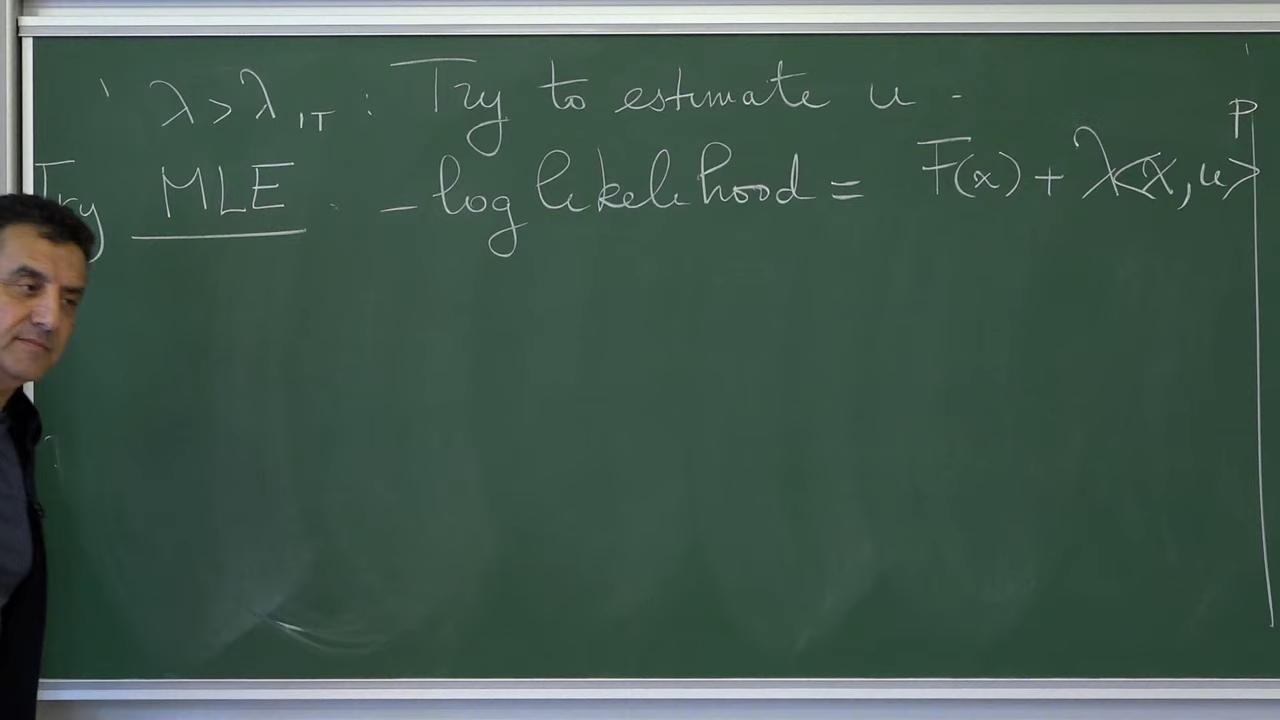 λ > λ_IT : Try to estimate u.
Try MLE. - log likelihood = F(x) + λ<x, u>^P